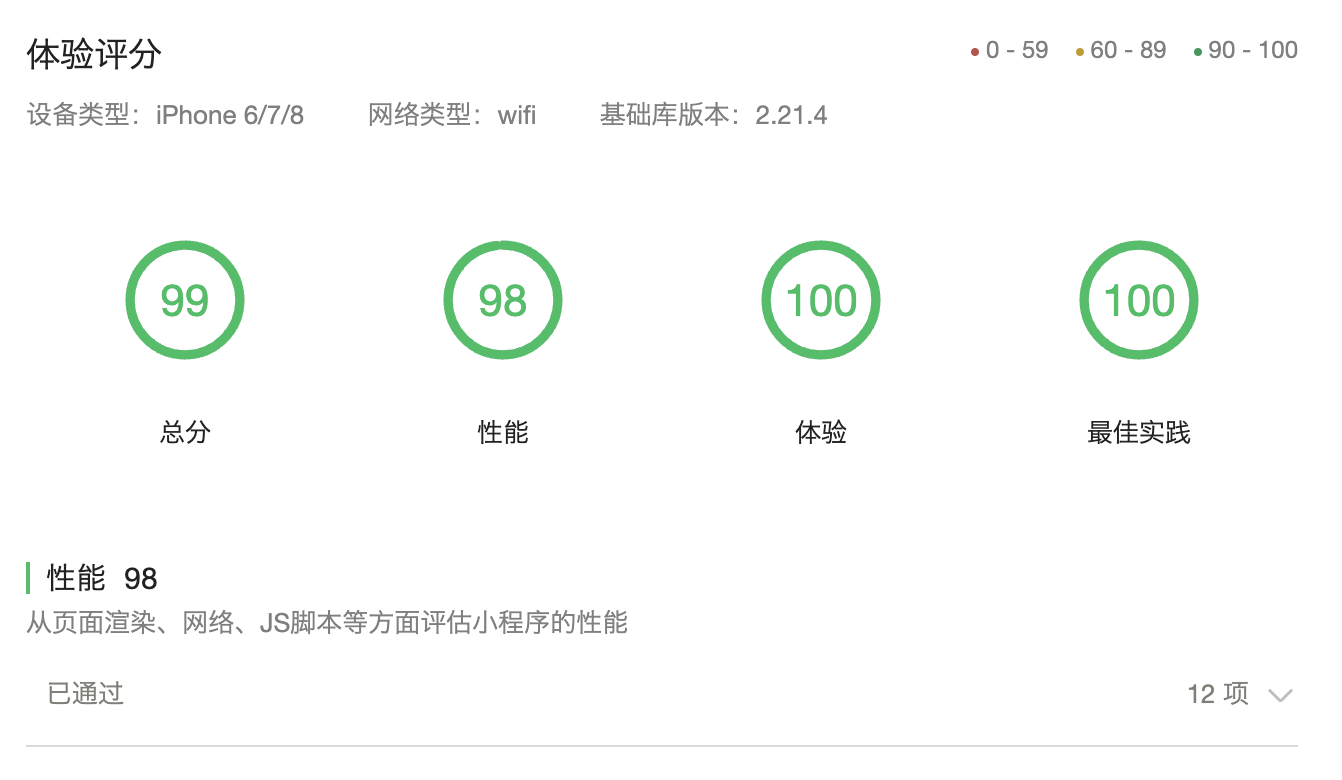 体验评分
0 - 59 60 - 89 90 - 100
设备类型：iPhone 6/7/8 网络类型：wifi 基础库版本：2.21.4
99 98 100 100
总分 性能 体验 最佳实践
性能 98
从页面渲染、网络、JS脚本等方面评估小程序的性能
已通过 12 项